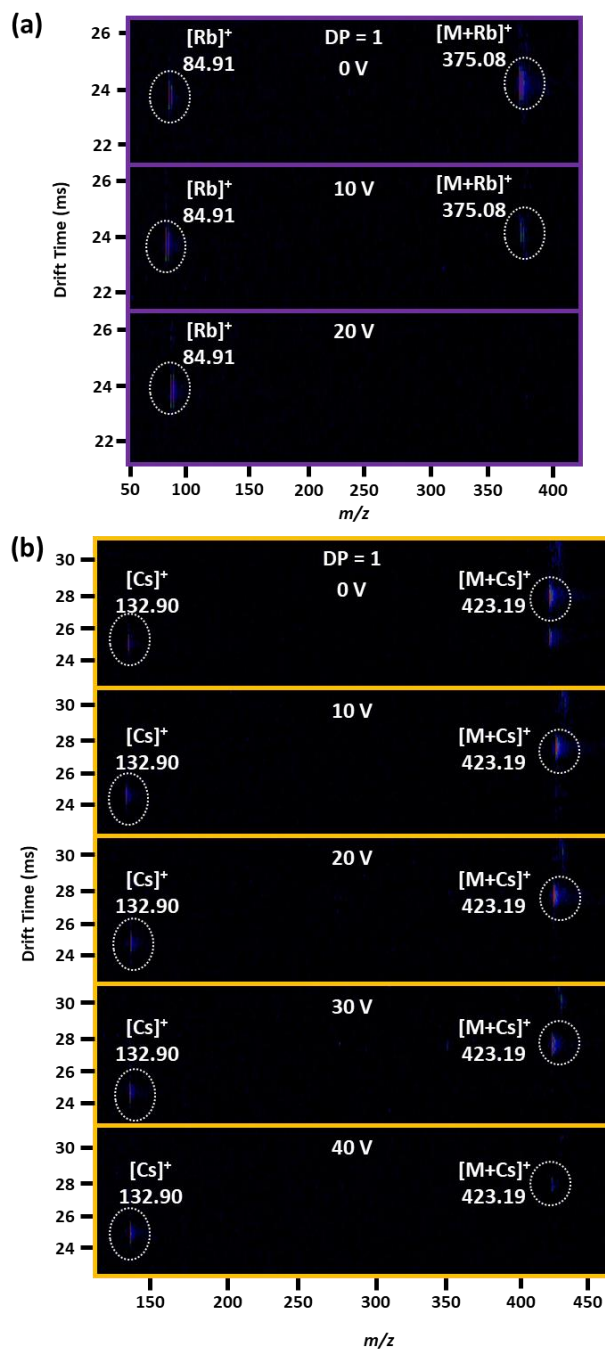 (a)
26
24
22
[Rb]⁺
84.91
DP = 1
0 V
[M+Rb]⁺
375.08
26
24
22
[Rb]⁺
84.91
10 V
[M+Rb]⁺
375.08
26
24
22
[Rb]⁺
84.91
20 V
Drift Time (ms)
50 100 150 200 250 300 350 400
m/z
(b)
30
28
26
24
[Cs]⁺
132.90
DP = 1
0 V
[M+Cs]⁺
423.19
30
28
26
24
[Cs]⁺
132.90
10 V
[M+Cs]⁺
423.19
30
28
26
24
[Cs]⁺
132.90
20 V
[M+Cs]⁺
423.19
30
28
26
24
[Cs]⁺
132.90
30 V
[M+Cs]⁺
423.19
30
28
26
24
[Cs]⁺
132.90
40 V
[M+Cs]⁺
423.19
Drift Time (ms)
150 200 250 300 350 400 450
m/z